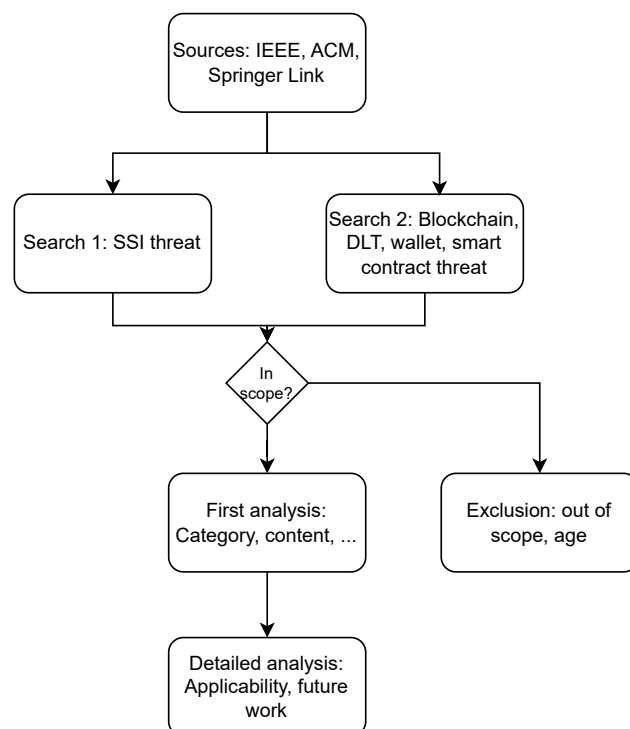 Sources: IEEE, ACM,
Springer Link
Search 1: SSI threat
Search 2: Blockchain,
DLT, wallet, smart
contract threat
In
scope?
First analysis:
Category, content, ...
Exclusion: out of
scope, age
Detailed analysis:
Applicability, future
work